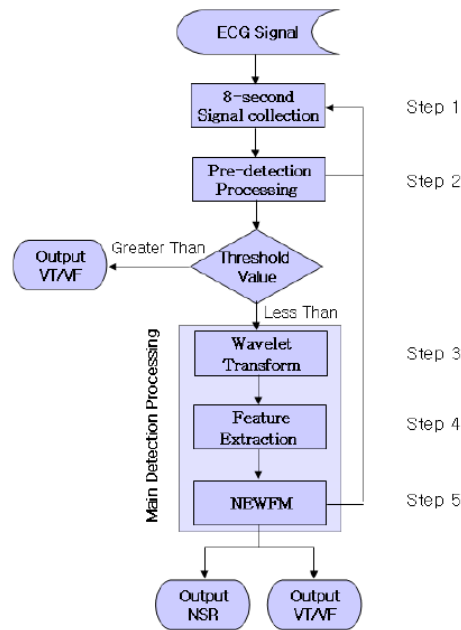 ECG Signal
8-second
Signal collection
Step 1
Pre-detection
Processing
Step 2
Greater Than
Output
VT/VF
Threshold
Value
Less Than
Main Detection Processing
Wavelet
Transform
Step 3
Feature
Extraction
Step 4
NEWFM
Step 5
Output
NSR
Output
VT/VF